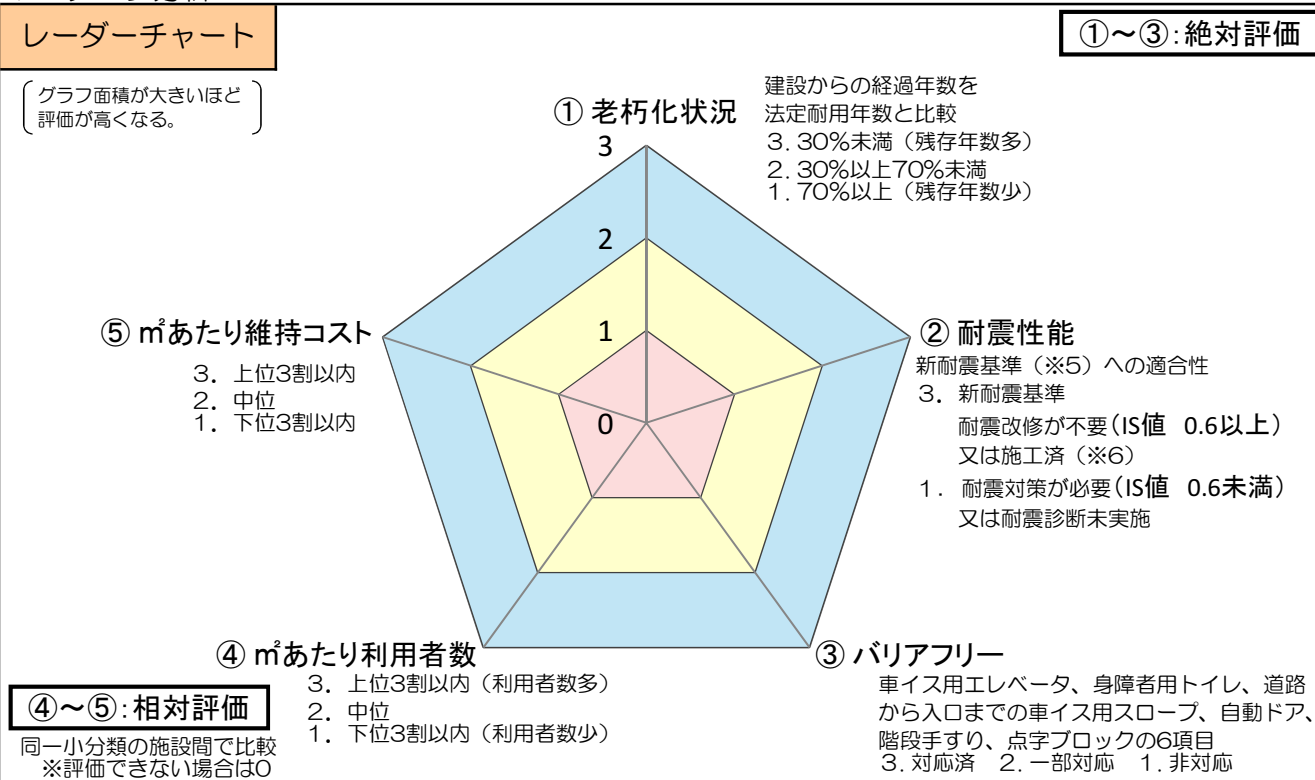 レーダーチャート
①～③:絶対評価
グラフ面積が大きいほど
評価が高くなる。
① 老朽化状況
建設からの経過年数を
法定耐用年数と比較
３. 30%未満（残存年数多）
２. 30%以上70%未満
１. 70%以上（残存年数少）
3
2
1
0
② 耐震性能
新耐震基準（※5）への適合性
３． 新耐震基準
耐震改修が不要(IS値 0.6以上)
又は施工済（※6）
１． 耐震対策が必要(IS値 0.6未満)
又は耐震診断未実施
③ バリアフリー
車イス用エレベータ、身障者用トイレ、道路
から入口までの車イス用スロープ、自動ドア、
階段手すり、点字ブロックの6項目
３. 対応済 ２. 一部対応 １. 非対応
④ ㎡あたり利用者数
３． 上位3割以内（利用者数多）
２． 中位
１． 下位3割以内（利用者数少）
⑤ ㎡あたり維持コスト
３． 上位3割以内
２． 中位
１． 下位3割以内
④～⑤:相対評価
同一小分類の施設間で比較
※評価できない場合は0